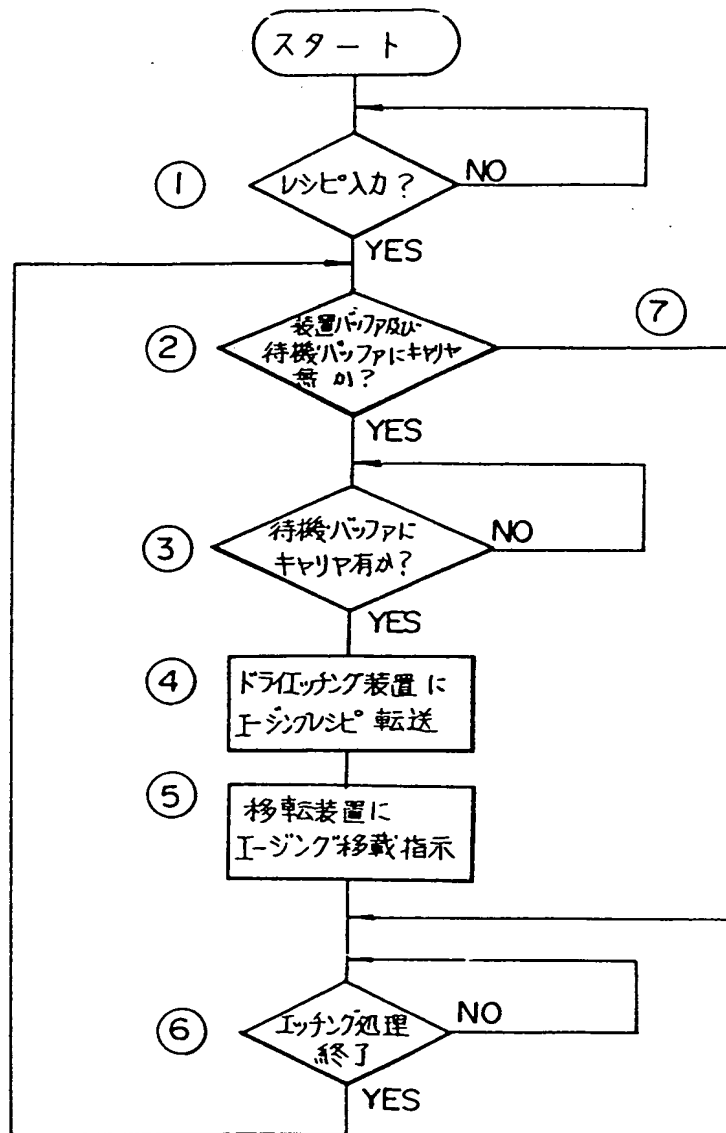 スタート
① レシピ入力? NO
YES
⑦
装置バッファ及び
② 待機バッファにキャリヤ
無か?
YES
待機バッファに NO
③ キャリヤ有か?
YES
④ ドライエッチング装置に
エージングレシピ転送
⑤ 移転装置に
エージング移載指示
⑥ エッチング処理 NO
終了
YES